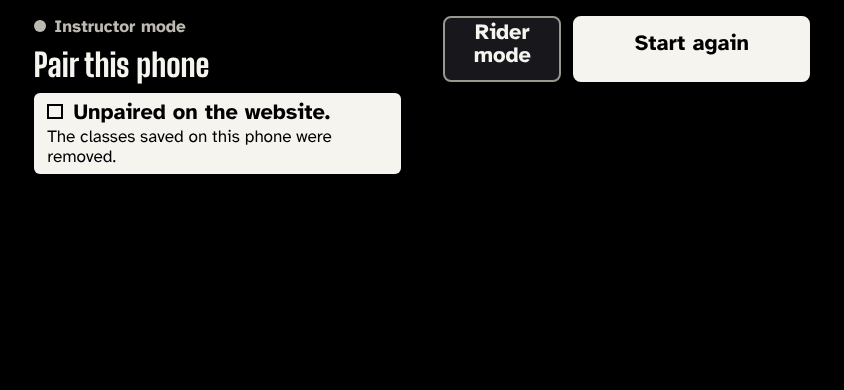 Instructor mode
Pair this phone
Unpaired on the website.
The classes saved on this phone were
removed.
Rider
mode
Start again